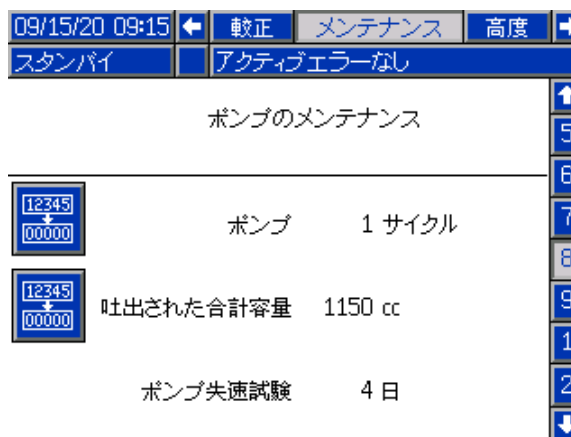 09/15/20 09:15 較正 メンテナンス 高度
スタンバイ アクティブエラーなし
ポンプのメンテナンス
5
6
7
8
9
1
2
12345
00000
ポンプ 1 サイクル
12345
00000
吐出された合計容量 1150 cc
ポンプ失速試験 4 日